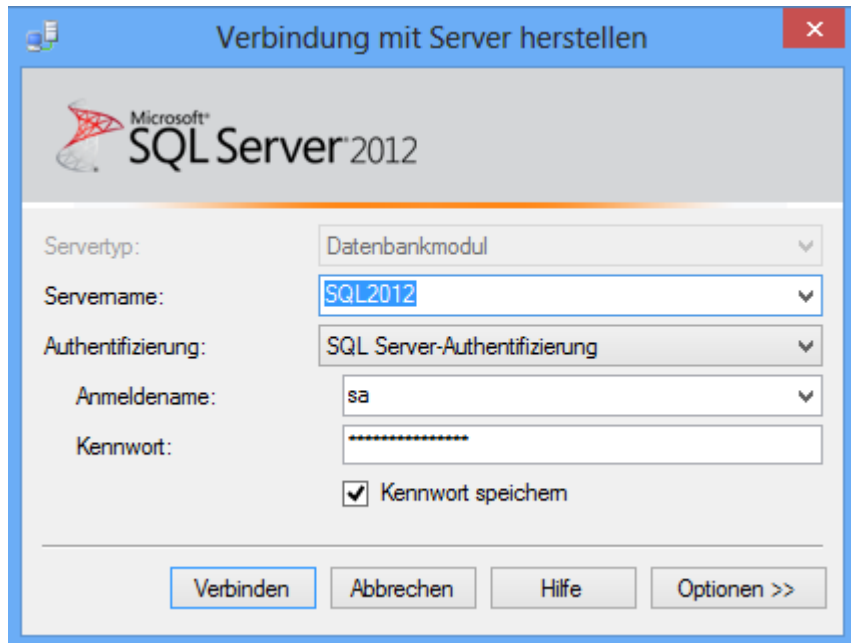 Verbindung mit Server herstellen
Microsoft®
SQL Server® 2012
Servertyp: Datenbankmodul
Servername: SQL2012
Authentifizierung: SQL Server-Authentifizierung
Anmeldename: sa
Kennwort: ***************
Kennwort speichern
Verbinden Abbrechen Hilfe Optionen >>